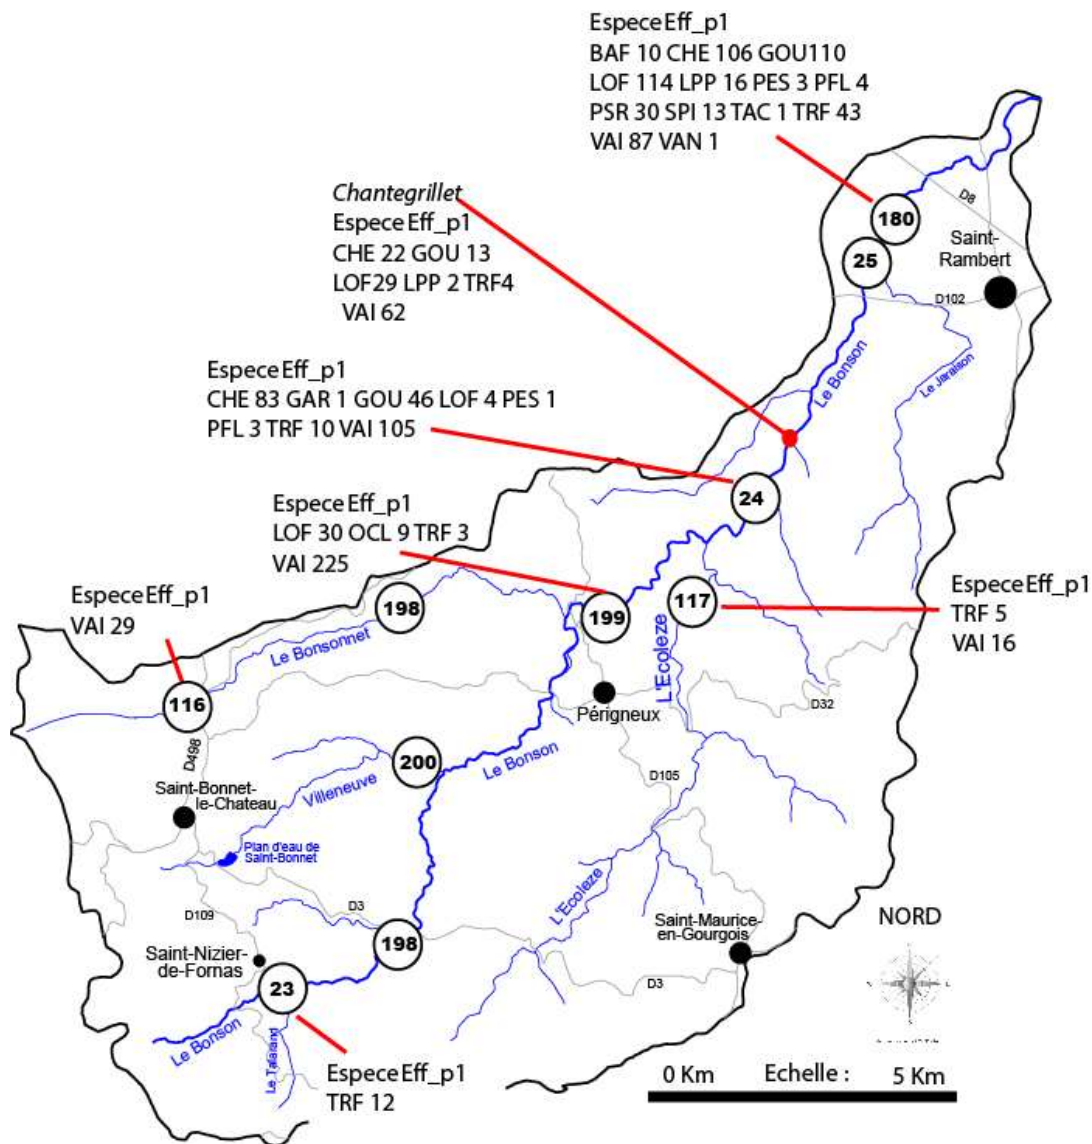 Espece Eff_p1
BAF 10 CHE 106 GOU110
LOF 114 LPP 16 PES 3 PFL 4
PSR 30 SPI 13 TAC 1 TRF 43
VAI 87 VAN 1
Chantegrillet
Espece Eff_p1
CHE 22 GOU 13
LOF29 LPP 2 TRF4
VAI 62
180
D8
Saint-
Rambert
25
D102
Le Bonson
Le Jaraison
Espece Eff_p1
CHE 83 GAR 1 GOU 46 LOF 4 PES 1
PFL 3 TRF 10 VAI 105
24
Espece Eff_p1
LOF 30 OCL 9 TRF 3
VAI 225
Espece Eff_p1
VAI 29
198
199
117
Espece Eff_p1
TRF 5
VAI 16
Le Bonsonnet
L'Ecoleze
116
Périgneux
D32
D498
200
Le Bonson
D105
Saint-Bonnet-
le-Chateau
Villeneuve
Plan d'eau de
Saint-Bonnet
D109
D3
L'Ecoleze
Saint-Maurice-
en-Gourgois
NORD
198
Saint-Nizier-
de-Fornas
D3
23
Le Bonson
Le Tafarand
Espece Eff_p1
TRF 12
0 Km Echelle : 5 Km